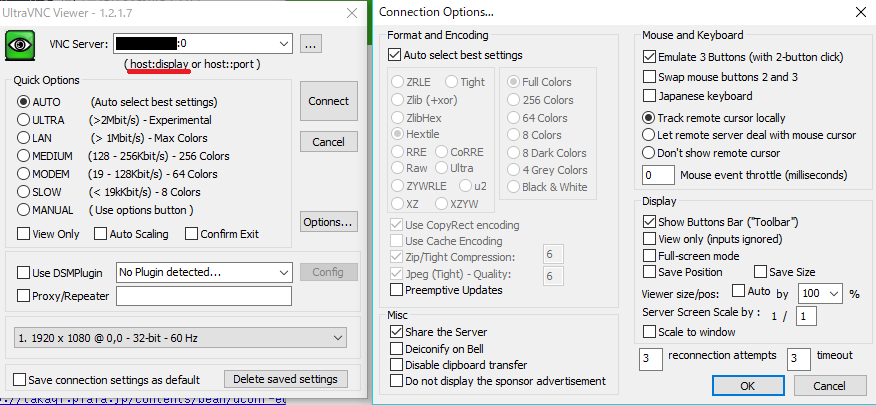 UltraVNC Viewer - 1.2.1.7
VNC Server: :0
...
( host:display or host::port )
Quick Options
AUTO (Auto select best settings)
ULTRA (>2Mbit/s) - Experimental
LAN (> 1Mbit/s) - Max Colors
MEDIUM (128 - 256Kbit/s) - 256 Colors
MODEM (19 - 128Kbit/s) - 64 Colors
SLOW (< 19kKbit/s) - 8 Colors
MANUAL ( Use options button )
View Only Auto Scaling Confirm Exit
Connect
Cancel
Options...
Use DSMPlugin No Plugin detected... Config
Proxy/Repeater
1. 1920 x 1080 @ 0,0 - 32-bit - 60 Hz
Save connection settings as default Delete saved settings
Connection Options...
Format and Encoding
Auto select best settings
ZRLE Tight
Zlib (+xor)
ZlibHex
Hextile
RRE CoRRE
Raw Ultra
ZYWRLE u2
XZ XZYW
Full Colors
256 Colors
64 Colors
8 Colors
8 Dark Colors
4 Grey Colors
Black & White
Use CopyRect encoding
Use Cache Encoding
Zip/Tight Compression: 6
Jpeg (Tight) - Quality: 6
Preemptive Updates
Misc
Share the Server
Deiconify on Bell
Disable clipboard transfer
Do not display the sponsor advertisement
Mouse and Keyboard
Emulate 3 Buttons (with 2-button click)
Swap mouse buttons 2 and 3
Japanese keyboard
Track remote cursor locally
Let remote server deal with mouse cursor
Don't show remote cursor
0 Mouse event throttle (milliseconds)
Display
Show Buttons Bar ("Toolbar")
View only (inputs ignored)
Full-screen mode
Save Position Save Size
Viewer size/pos: Auto by 100 %
Server Screen Scale by : 1 / 1
Scale to window
3 reconnection attempts 3 timeout
OK Cancel